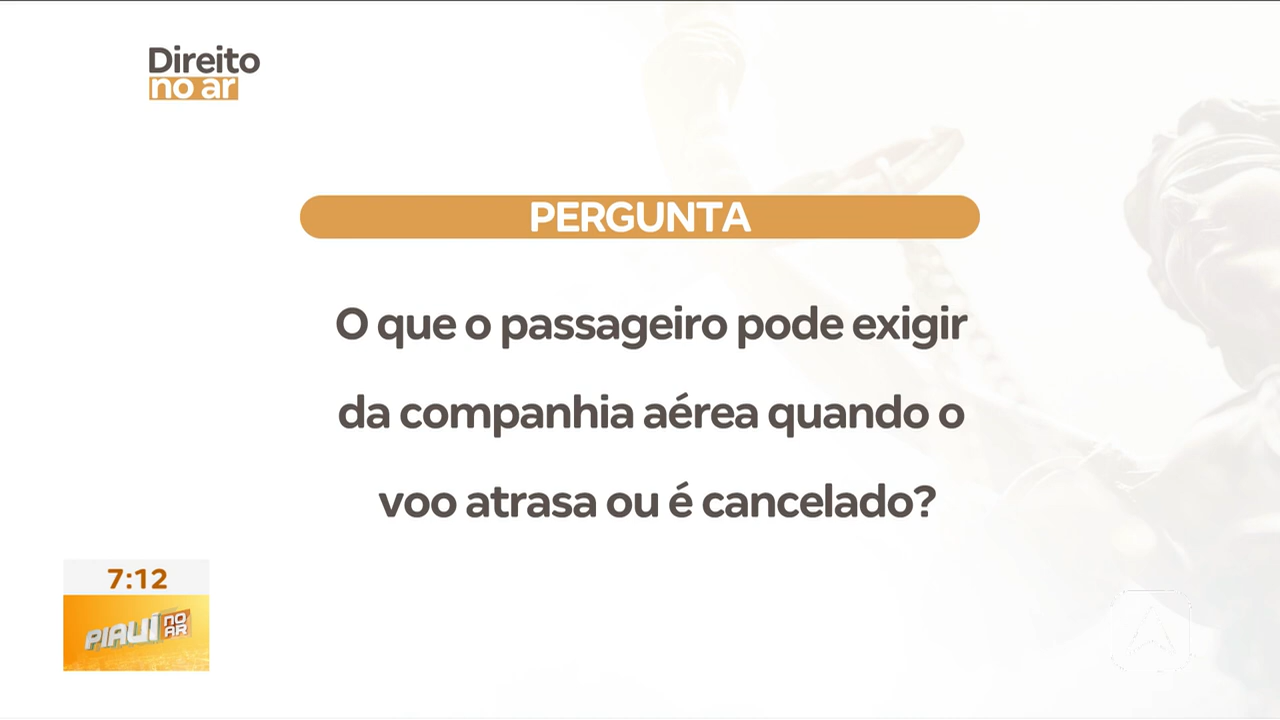 Direito
no ar
PERGUNTA
O que o passageiro pode exigir
da companhia aérea quando o
voo atrasa ou é cancelado?
7:12
PIAUÍ NO
AR